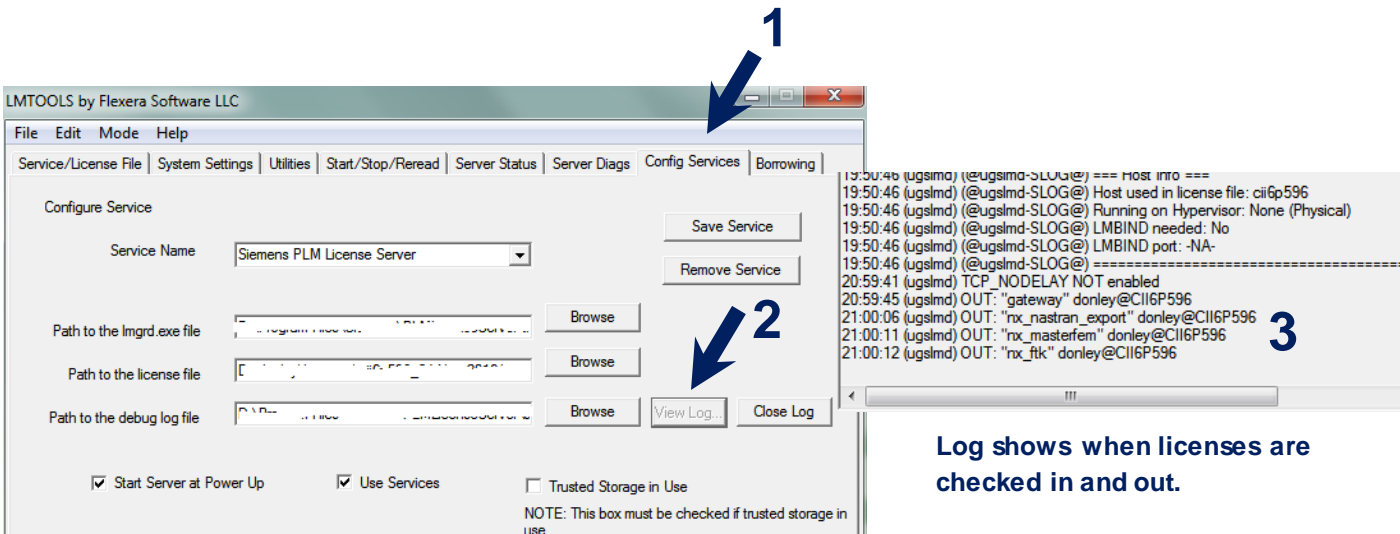 1
LMTOOLS by Flexera Software LLC
File Edit Mode Help
Service/License File System Settings Utilities Start/Stop/Reread Server Status Server Diags Config Services Borrowing
Configure Service
Save Service
Service Name Siemens PLM License Server
Remove Service
Path to the lmgrd.exe file Browse
Path to the license file Browse
Path to the debug log file Browse View Log... Close Log
2
Start Server at Power Up Use Services Trusted Storage in Use
NOTE: This box must be checked if trusted storage in
use
19:50:46 (ugslmd) (@ugslmd-SLOG@) === Host Info ===
19:50:46 (ugslmd) (@ugslmd-SLOG@) Host used in license file: cii6p596
19:50:46 (ugslmd) (@ugslmd-SLOG@) Running on Hypervisor: None (Physical)
19:50:46 (ugslmd) (@ugslmd-SLOG@) LMBIND needed: No
19:50:46 (ugslmd) (@ugslmd-SLOG@) LMBIND port: -NA-
19:50:46 (ugslmd) (@ugslmd-SLOG@) =====================================
20:59:41 (ugslmd) TCP_NODELAY NOT enabled
20:59:45 (ugslmd) OUT: "gateway" donley@CII6P596
21:00:06 (ugslmd) OUT: "nx_nastran_export" donley@CII6P596
21:00:11 (ugslmd) OUT: "nx_masterfem" donley@CII6P596
21:00:12 (ugslmd) OUT: "nx_ftk" donley@CII6P596
3
Log shows when licenses are
checked in and out.